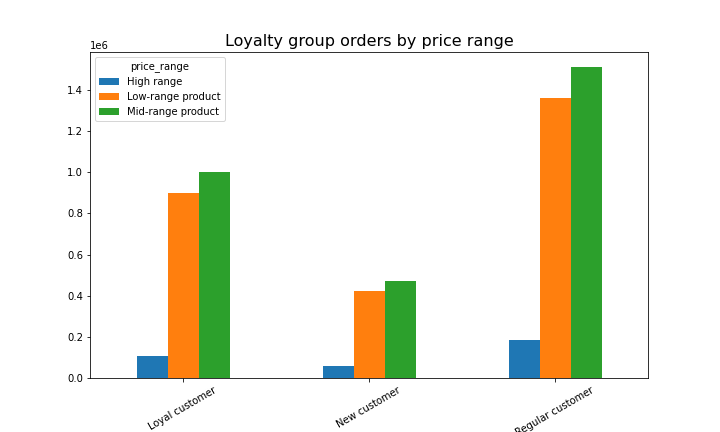 Loyalty group orders by price range
1e6
price_range
High range
Low-range product
Mid-range product
1.4
1.2
1.0
0.8
0.6
0.4
0.2
0.0
Loyal customer
New customer
Regular customer